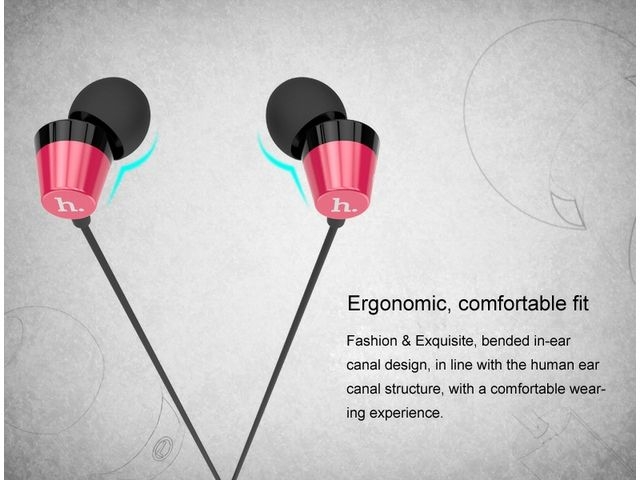 h.
h.
Ergonomic, comfortable fit
Fashion & Exquisite, bended in-ear
canal design, in line with the human ear
canal structure, with a comfortable wear-
ing experience.